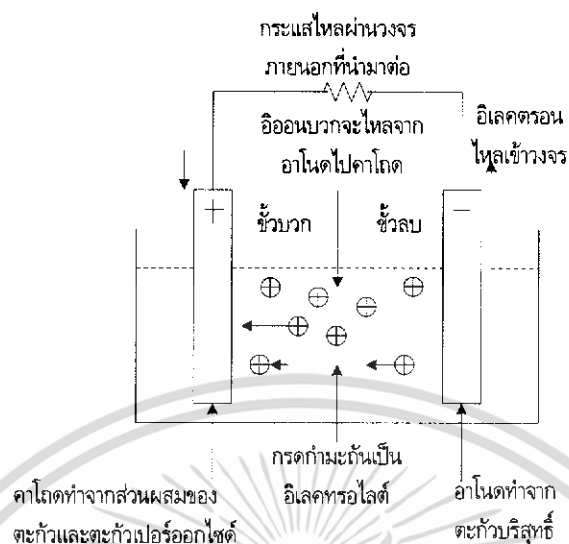 กระแสไหลผ่านวงจร
ภายนอกที่นำมาต่อ
อิออนบวกจะไหลจาก
อาโนดไปคาโถด
อิเลคตรอน
ไหลเข้าวงจร
+
ขั้วบวก
ขั้วลบ
−
กรดกำมะถันเป็น
อิเลคทรอไลต์
คาโถดทำจากส่วนผสมของ
ตะกั่วและตะกั่วเปอร์ออกไซด์
อาโนดทำจาก
ตะกั่วบริสุทธิ์